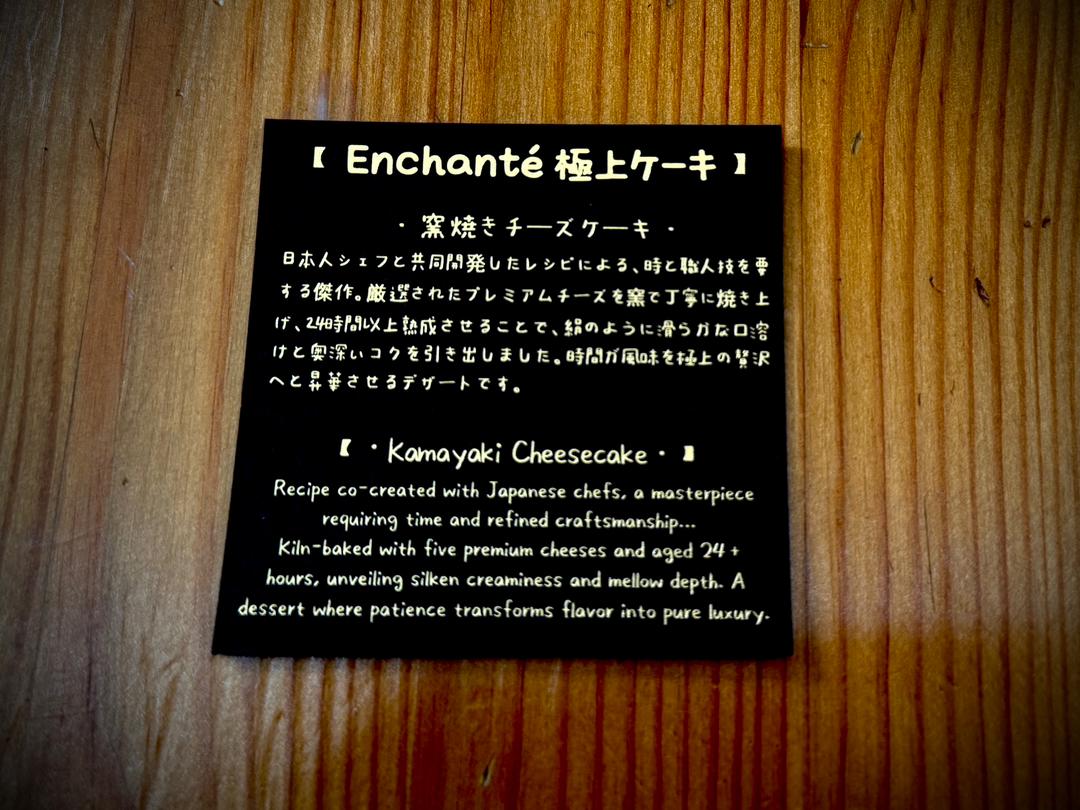 【 Enchanté 極上ケーキ 】
・窯焼きチーズケーキ・
日本人シェフと共同開発したレシピによる、時と職人技を要
する傑作。厳選されたプレミアムチーズを窯で丁寧に焼き上
げ、24時間以上熟成させることで、絹のように滑らかな口溶
けと奥深いコクを引き出しました。時間が風味を極上の贅沢
へと昇華させるデザートです。
【 ・Kamayaki Cheesecake・ 】
Recipe co-created with Japanese chefs, a masterpiece
requiring time and refined craftsmanship...
Kiln-baked with five premium cheeses and aged 24+
hours, unveiling silken creaminess and mellow depth. A
dessert where patience transforms flavor into pure luxury.